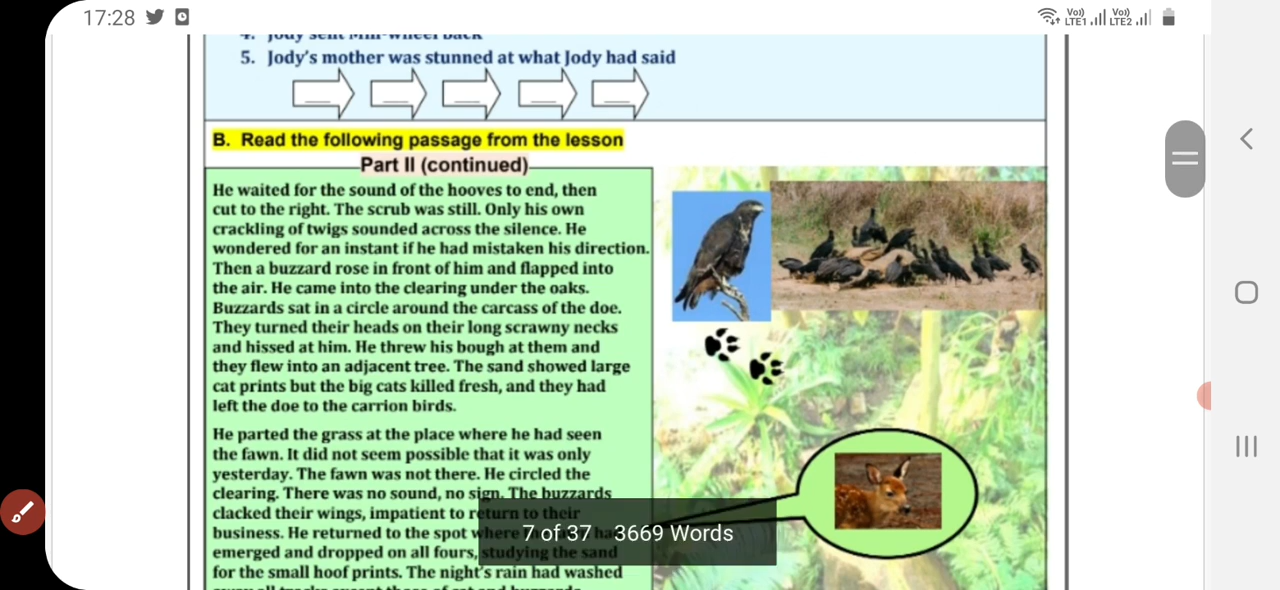 17:28
Vo)) LTE1 Vo)) LTE2
4. Jody sent Mill-wheel back
5. Jody's mother was stunned at what Jody had said
B. Read the following passage from the lesson
Part II (continued)
He waited for the sound of the hooves to end, then
cut to the right. The scrub was still. Only his own
crackling of twigs sounded across the silence. He
wondered for an instant if he had mistaken his direction.
Then a buzzard rose in front of him and flapped into
the air. He came into the clearing under the oaks.
Buzzards sat in a circle around the carcass of the doe.
They turned their heads on their long scrawny necks
and hissed at him. He threw his bough at them and
they flew into an adjacent tree. The sand showed large
cat prints but the big cats killed fresh, and they had
left the doe to the carrion birds.
He parted the grass at the place where he had seen
the fawn. It did not seem possible that it was only
yesterday. The fawn was not there. He circled the
clearing. There was no sound, no sign. The buzzards
clacked their wings, impatient to return to their
business. He returned to the spot where
emerged and dropped on all fours, studying the sand
for the small hoof prints. The night's rain had washed
7 of 37 3669 Words